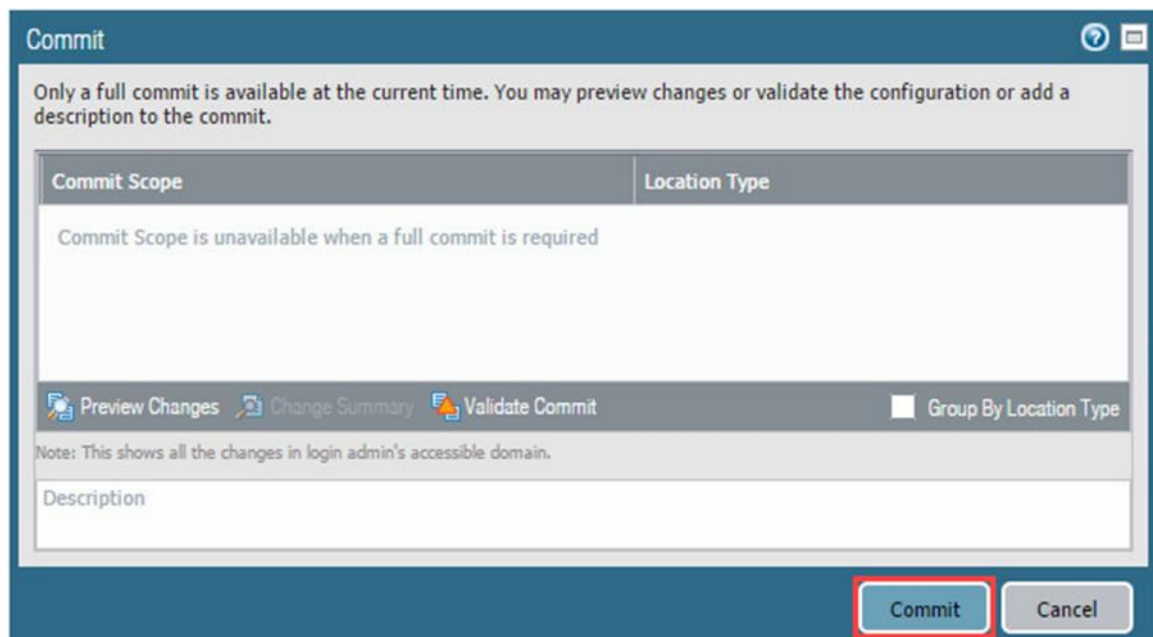 Commit
Only a full commit is available at the current time. You may preview changes or validate the configuration or add a
description to the commit.
Commit Scope Location Type
Commit Scope is unavailable when a full commit is required
Preview Changes Change Summary Validate Commit Group By Location Type
Note: This shows all the changes in login admin's accessible domain.
Description
Commit Cancel